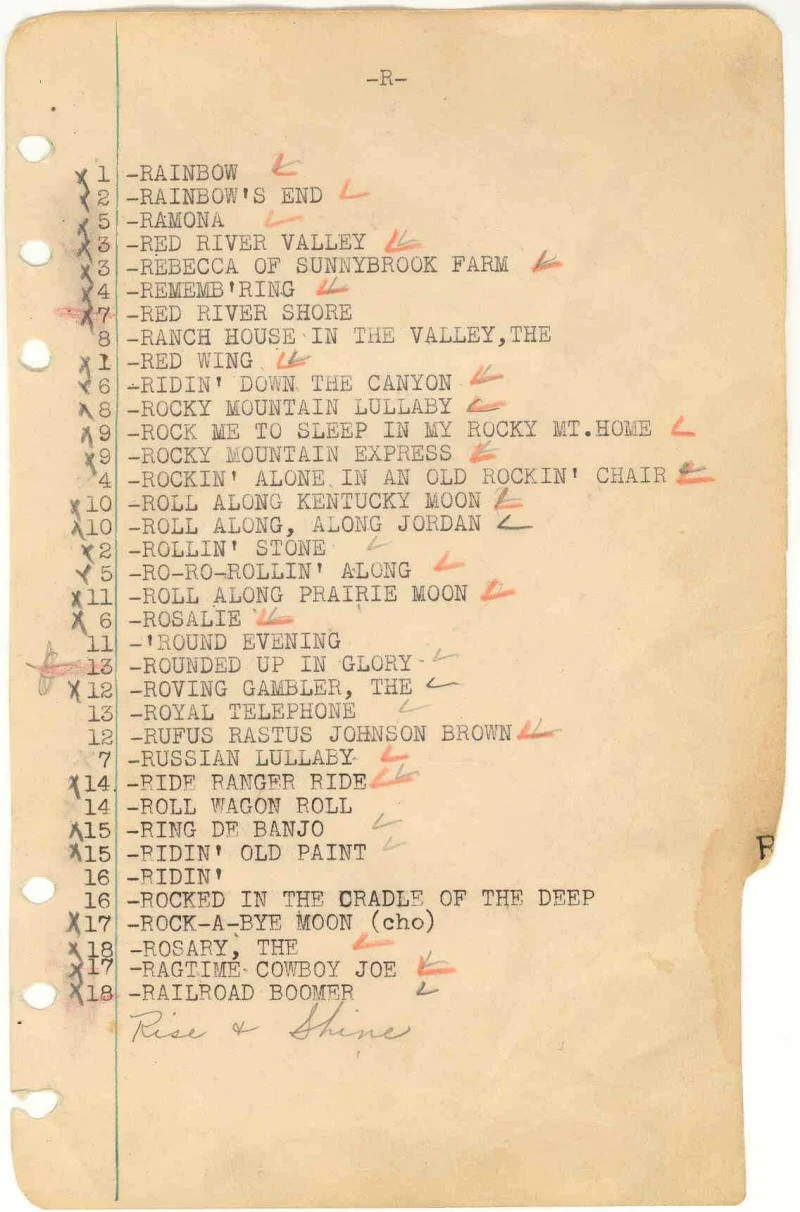 -R-
x 1 -RAINBOW
x 2 -RAINBOW'S END
x 5 -RAMONA
x 3 -RED RIVER VALLEY
x 3 -REBECCA OF SUNNYBROOK FARM
x 4 -REMEMB'RING
x 7 -RED RIVER SHORE
8 -RANCH HOUSE IN THE VALLEY,THE
x 1 -RED WING
x 6 -RIDIN' DOWN THE CANYON
x 8 -ROCKY MOUNTAIN LULLABY
x 9 -ROCK ME TO SLEEP IN MY ROCKY MT.HOME
x 9 -ROCKY MOUNTAIN EXPRESS
4 -ROCKIN' ALONE IN AN OLD ROCKIN' CHAIR
x 10 -ROLL ALONG KENTUCKY MOON
x 10 -ROLL ALONG, ALONG JORDAN
x 2 -ROLLIN' STONE
x 5 -RO-RO-ROLLIN' ALONG
x 11 -ROLL ALONG PRAIRIE MOON
x 6 -ROSALIE
11 -'ROUND EVENING
13 -ROUNDED UP IN GLORY
x 12 -ROVING GAMBLER, THE
13 -ROYAL TELEPHONE
12 -RUFUS RASTUS JOHNSON BROWN
7 -RUSSIAN LULLABY
x 14 -RIDE RANGER RIDE
14 -ROLL WAGON ROLL
x 15 -RING DE BANJO
x 15 -RIDIN' OLD PAINT
R
16 -RIDIN'
16 -ROCKED IN THE CRADLE OF THE DEEP
x 17 -ROCK-A-BYE MOON (cho)
x 18 -ROSARY, THE
x 17 -RAGTIME COWBOY JOE
x 18 -RAILROAD BOOMER
Rise & Shine